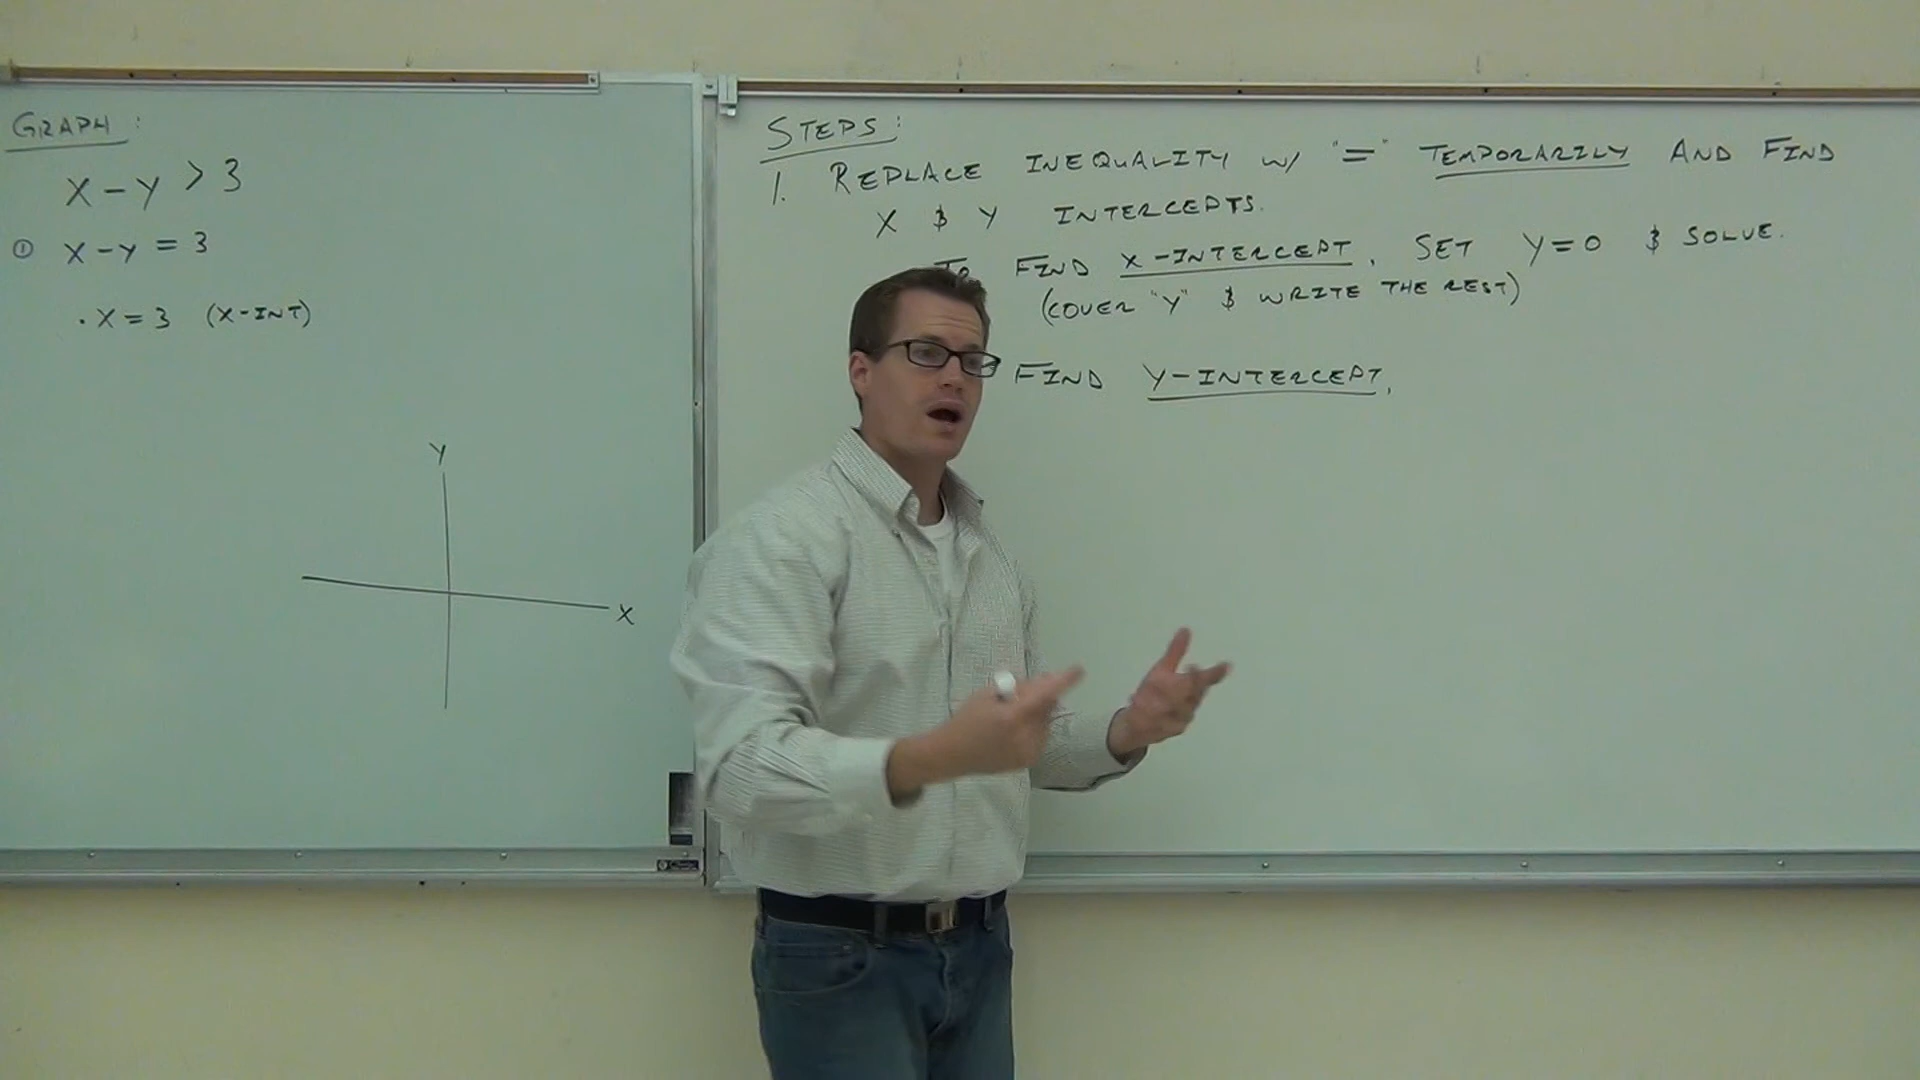 GRAPH:
X - Y > 3
① X - Y = 3
· X = 3 (X-INT)
Y
X
STEPS:
1. REPLACE INEQUALITY W/ "=" TEMPORARILY AND FIND
X & Y INTERCEPTS.
TO FIND X-INTERCEPT, SET Y=0 & SOLVE.
(COVER "Y" & WRITE THE REST)
FIND Y-INTERCEPT,